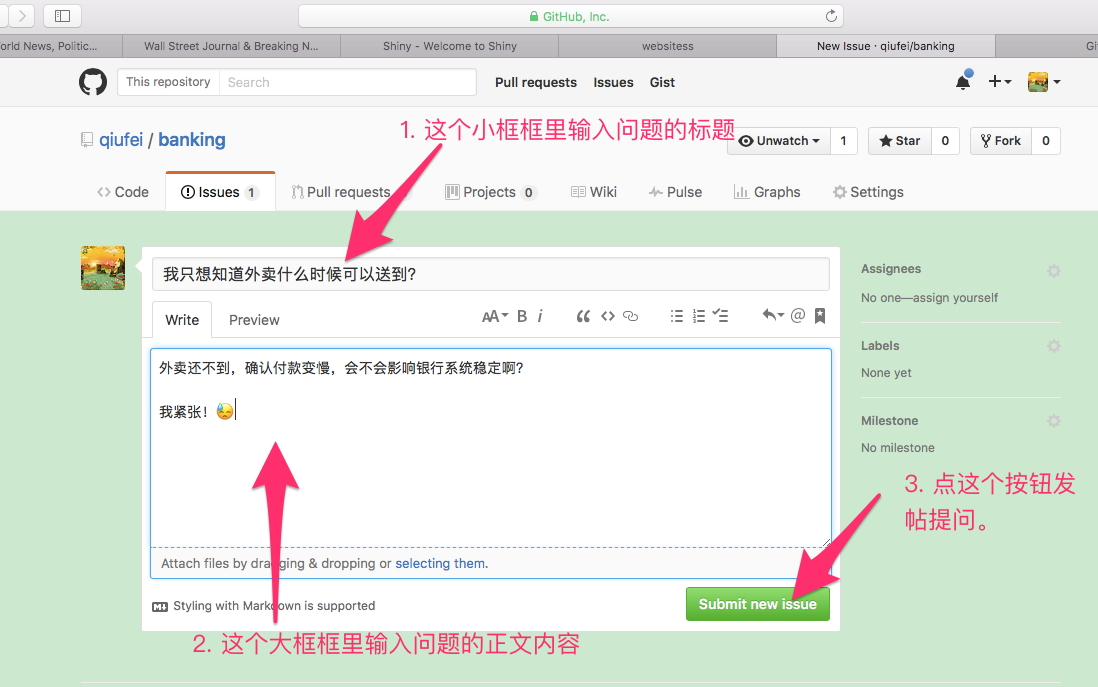 GitHub, Inc.
orld News, Politic...
Wall Street Journal & Breaking N...
Shiny - Welcome to Shiny
websitess
New Issue · qiufei/banking
Gi
This repository
Search
Pull requests
Issues
Gist
1. 这个小框框里输入问题的标题
qiufei / banking
Unwatch
1
Star
0
Fork
0
Code
Issues 1
Pull requests
Projects 0
Wiki
Pulse
Graphs
Settings
我只想知道外卖什么时候可以送到?
Write
Preview
AA B i
外卖还不到，确认付款变慢，会不会影响银行系统稳定啊?
我紧张！😓
Attach files by dragging & dropping or selecting them.
Styling with Markdown is supported
Submit new issue
2. 这个大框框里输入问题的正文内容
Assignees
No one—assign yourself
Labels
None yet
Milestone
No milestone
3. 点这个按钮发
帖提问。